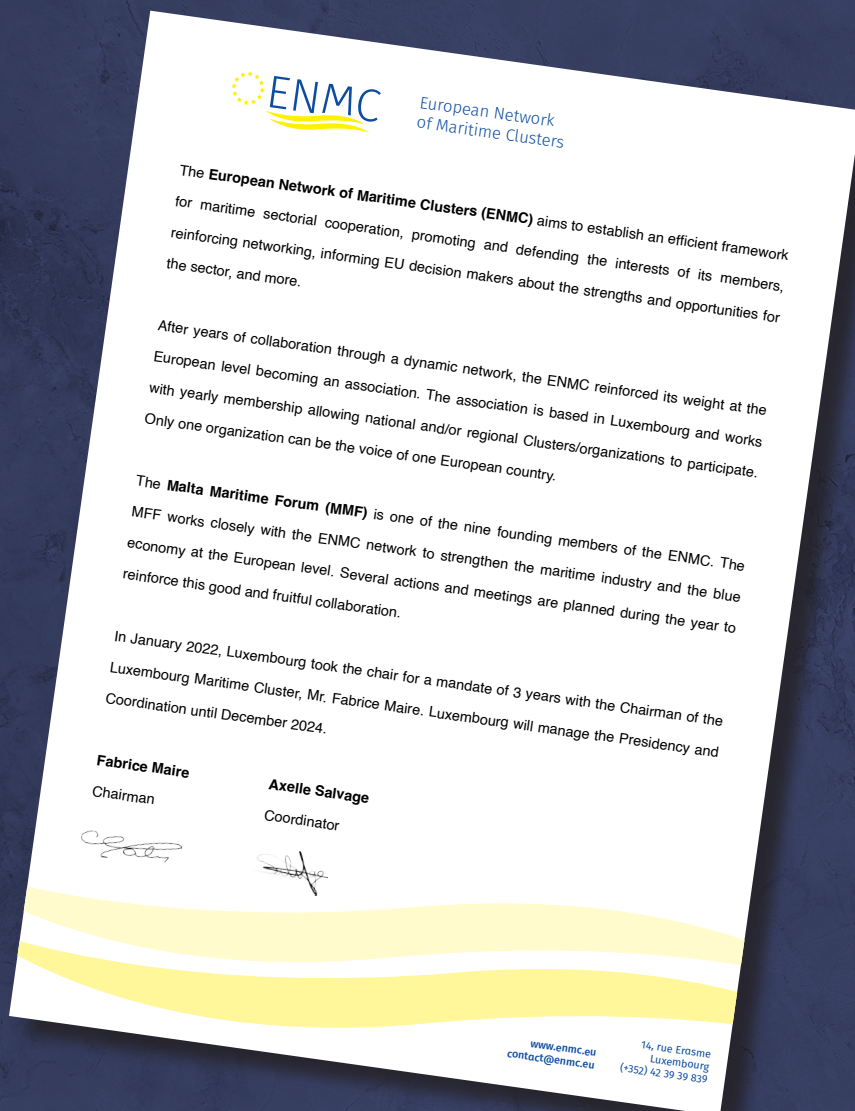 ENMC
European Network
of Maritime Clusters
The European Network of Maritime Clusters (ENMC) aims to establish an efficient framework
for maritime sectorial cooperation, promoting and defending the interests of its members,
reinforcing networking, informing EU decision makers about the strengths and opportunities for
the sector, and more.
After years of collaboration through a dynamic network, the ENMC reinforced its weight at the
European level becoming an association. The association is based in Luxembourg and works
with yearly membership allowing national and/or regional Clusters/organizations to participate.
Only one organization can be the voice of one European country.
The Malta Maritime Forum (MMF) is one of the nine founding members of the ENMC. The
MFF works closely with the ENMC network to strengthen the maritime industry and the blue
economy at the European level. Several actions and meetings are planned during the year to
reinforce this good and fruitful collaboration.
In January 2022, Luxembourg took the chair for a mandate of 3 years with the Chairman of the
Luxembourg Maritime Cluster, Mr. Fabrice Maire. Luxembourg will manage the Presidency and
Coordination until December 2024.
Fabrice Maire
Chairman
Axelle Salvage
Coordinator
www.enmc.eu
contact@enmc.eu
14, rue Erasme
Luxembourg
(+352) 42 39 39 839